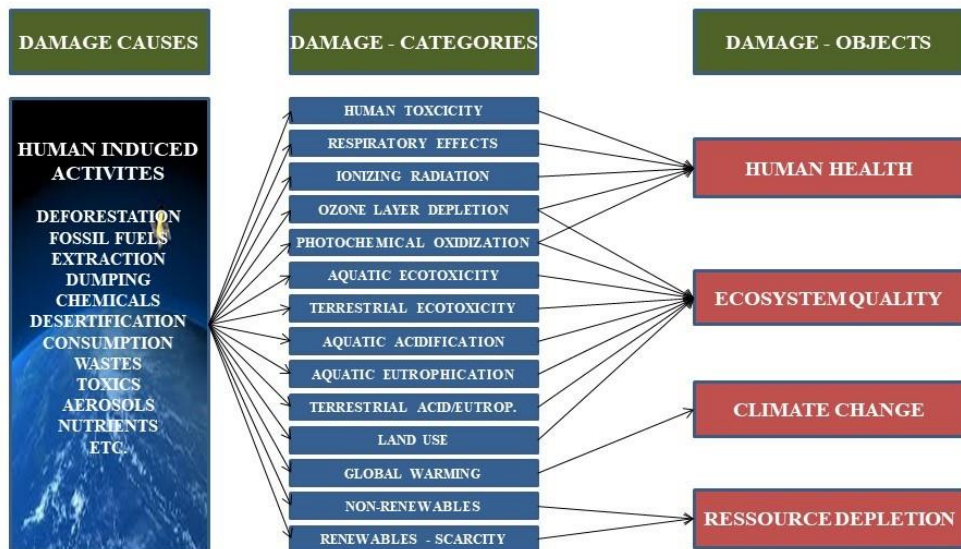 DAMAGE CAUSES
DAMAGE - CATEGORIES
DAMAGE - OBJECTS
HUMAN INDUCED
ACTIVITES
DEFORESTATION
FOSSIL FUELS
EXTRACTION
DUMPING
CHEMICALS
DESERTIFICATION
CONSUMPTION
WASTES
TOXICS
AEROSOLS
NUTRIENTS
ETC.
HUMAN TOXCICITY
RESPIRATORY EFFECTS
IONIZING RADIATION
OZONE LAYER DEPLETION
PHOTOCHEMICAL OXIDIZATION
AQUATIC ECOTOXICITY
TERRESTRIAL ECOTOXICITY
AQUATIC ACIDIFICATION
AQUATIC EUTROPHICATION
TERRESTRIAL ACID/EUTROP.
LAND USE
GLOBAL WARMING
NON-RENEWABLES
RENEWABLES - SCARCITY
HUMAN HEALTH
ECOSYSTEM QUALITY
CLIMATE CHANGE
RESSOURCE DEPLETION